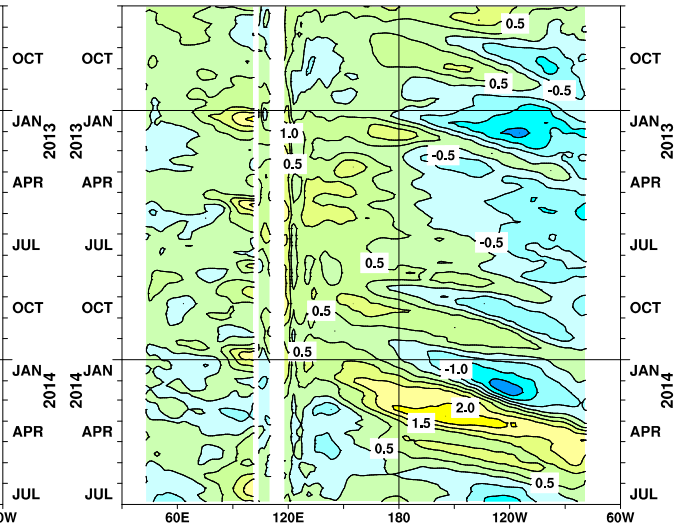 0.5
OCT OCT OCT
0.5 -0.5
JAN JAN JAN
2013 2013 2013
1.0
-0.5
0.5
APR APR APR
JUL JUL JUL
-0.5
0.5
OCT OCT OCT
0.5
0.5
JAN JAN JAN
2014 2014 2014
-1.0
2.0
1.5
APR APR APR
0.5
0.5
JUL JUL JUL
0W 60E 120E 180 120W 60W